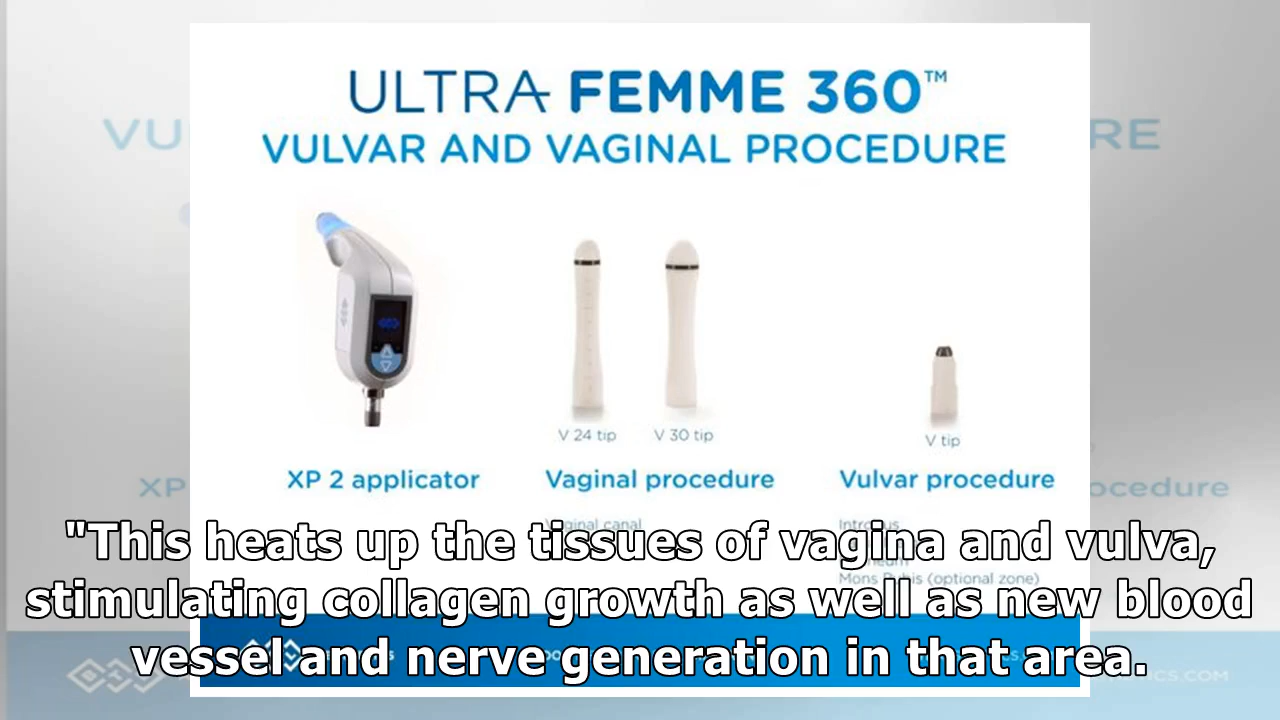 ULTRA FEMME 360™
VULVAR AND VAGINAL PROCEDURE
V 24 tip
V 30 tip
V tip
XP 2 applicator
Vaginal procedure
Vulvar procedure
Vaginal canal
Mons Pubis (optional zone)
"This heats up the tissues of vagina and vulva,
stimulating collagen growth as well as new blood
vessel and nerve generation in that area.